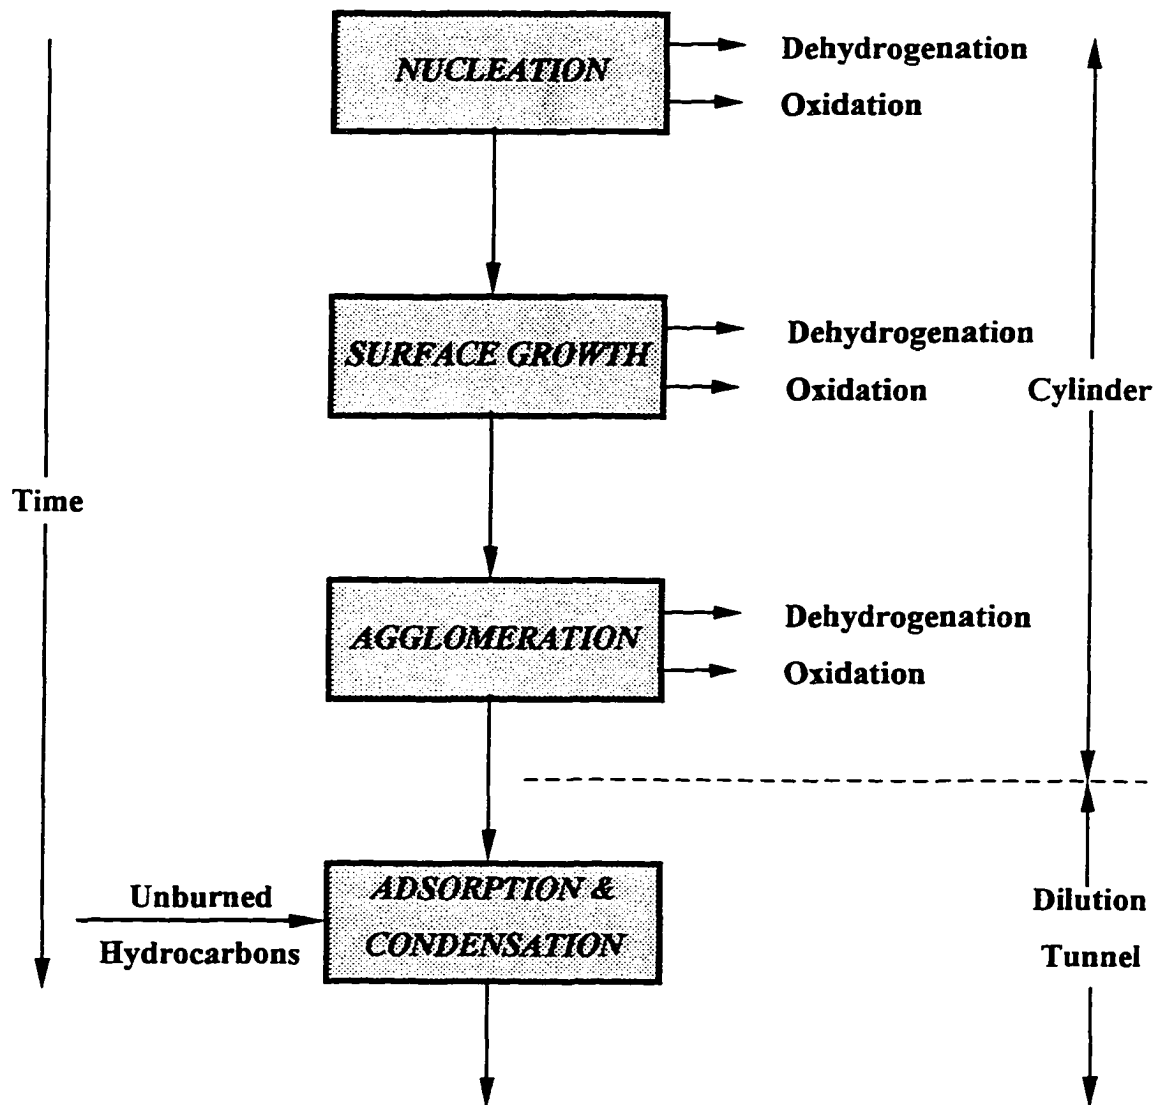 NUCLEATION
Dehydrogenation
Oxidation
SURFACE GROWTH
Dehydrogenation
Oxidation
Cylinder
Time
AGGLOMERATION
Dehydrogenation
Oxidation
Unburned
Hydrocarbons
ADSORPTION &
CONDENSATION
Dilution
Tunnel